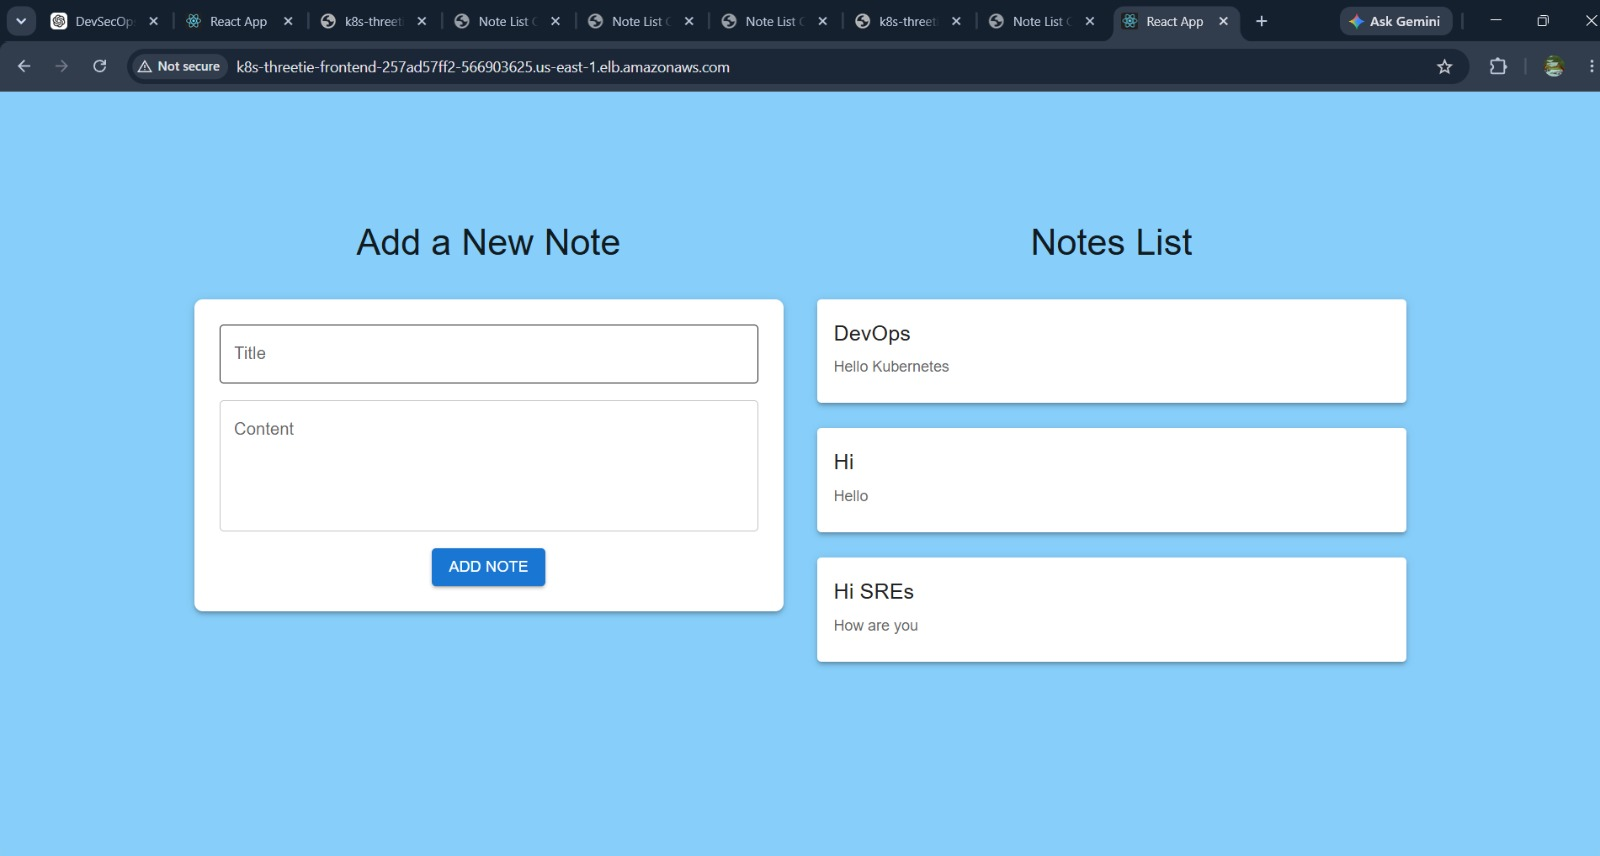 DevSecOp
React App
k8s-threet
Note List
Note List
Note List
k8s-threet
Note List
React App
Ask Gemini
Not secure
k8s-threetie-frontend-257ad57ff2-566903625.us-east-1.elb.amazonaws.com
Add a New Note
Title
Content
ADD NOTE
Notes List
DevOps
Hello Kubernetes
Hi
Hello
Hi SREs
How are you